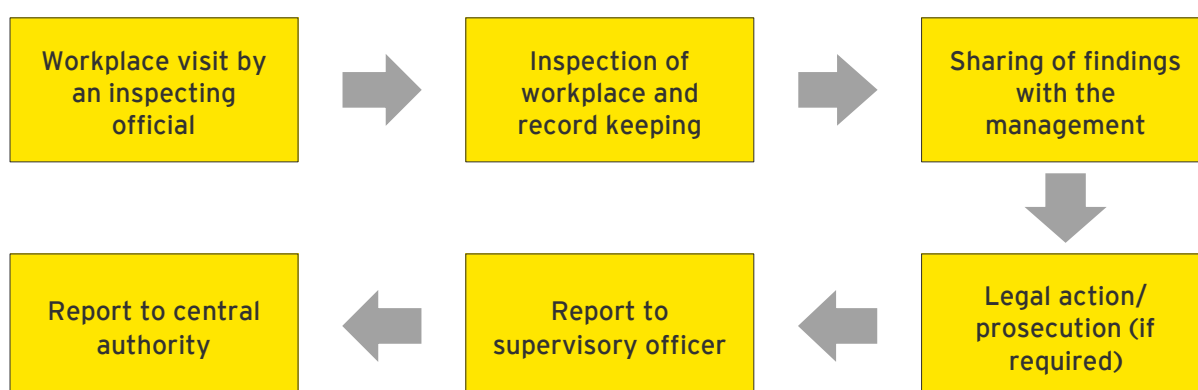 Workplace visit by
an inspecting
official
Inspection of
workplace and
record keeping
Sharing of findings
with the
management
Legal action/
prosecution (if
required)
Report to
supervisory officer
Report to central
authority